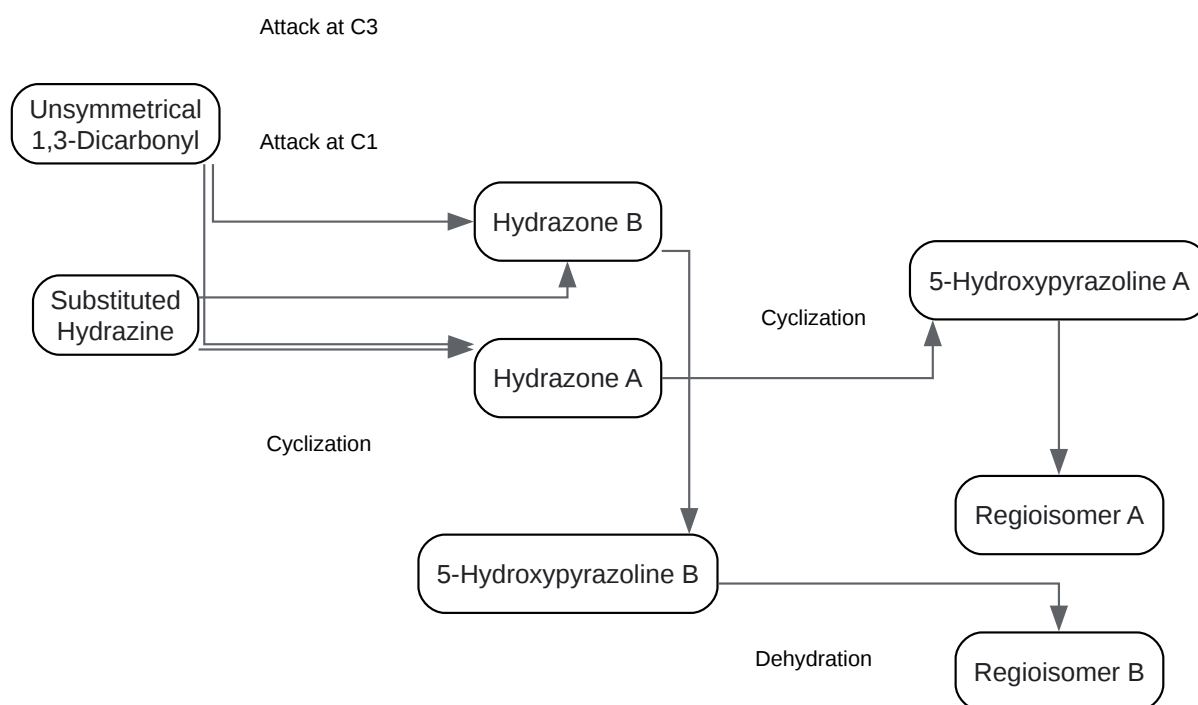 Attack at C3
Unsymmetrical
1,3-Dicarbonyl
Attack at C1
Hydrazone B
Substituted
Hydrazine
5-Hydroxypyrazoline A
Cyclization
Hydrazone A
Cyclization
Regioisomer A
5-Hydroxypyrazoline B
Dehydration
Regioisomer B